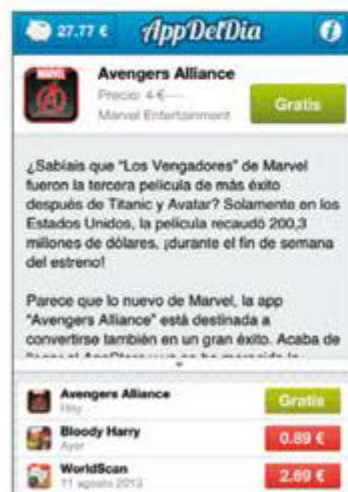 27,77 €
AppDelDia
i
MARVEL
Avengers Alliance
Precio: 4 €
Marvel Entertainment
Gratis
¿Sabíais que "Los Vengadores" de Marvel
fueron la tercera película de más éxito
después de Titanic y Avatar? Solamente en los
Estados Unidos, la película recaudó 200,3
millones de dólares, ¡durante el fin de semana
del estreno!
Parece que lo nuevo de Marvel, la app
"Avengers Alliance" está destinada a
convertirse también en un gran éxito. Acaba de
Avengers Alliance
Hoy
Gratis
Bloody Harry
Ayer
0.89 €
WorldScan
11 agosto 2013
2.69 €